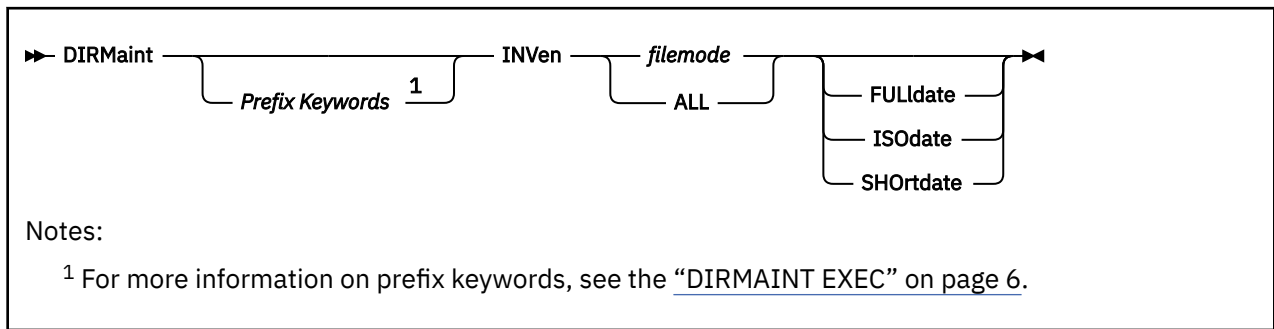 DIRMaint Prefix Keywords 1 INVen filemode ALL FULldate ISOdate SHOrtdate
Notes:
1 For more information on prefix keywords, see the “DIRMAINT EXEC” on page 6.